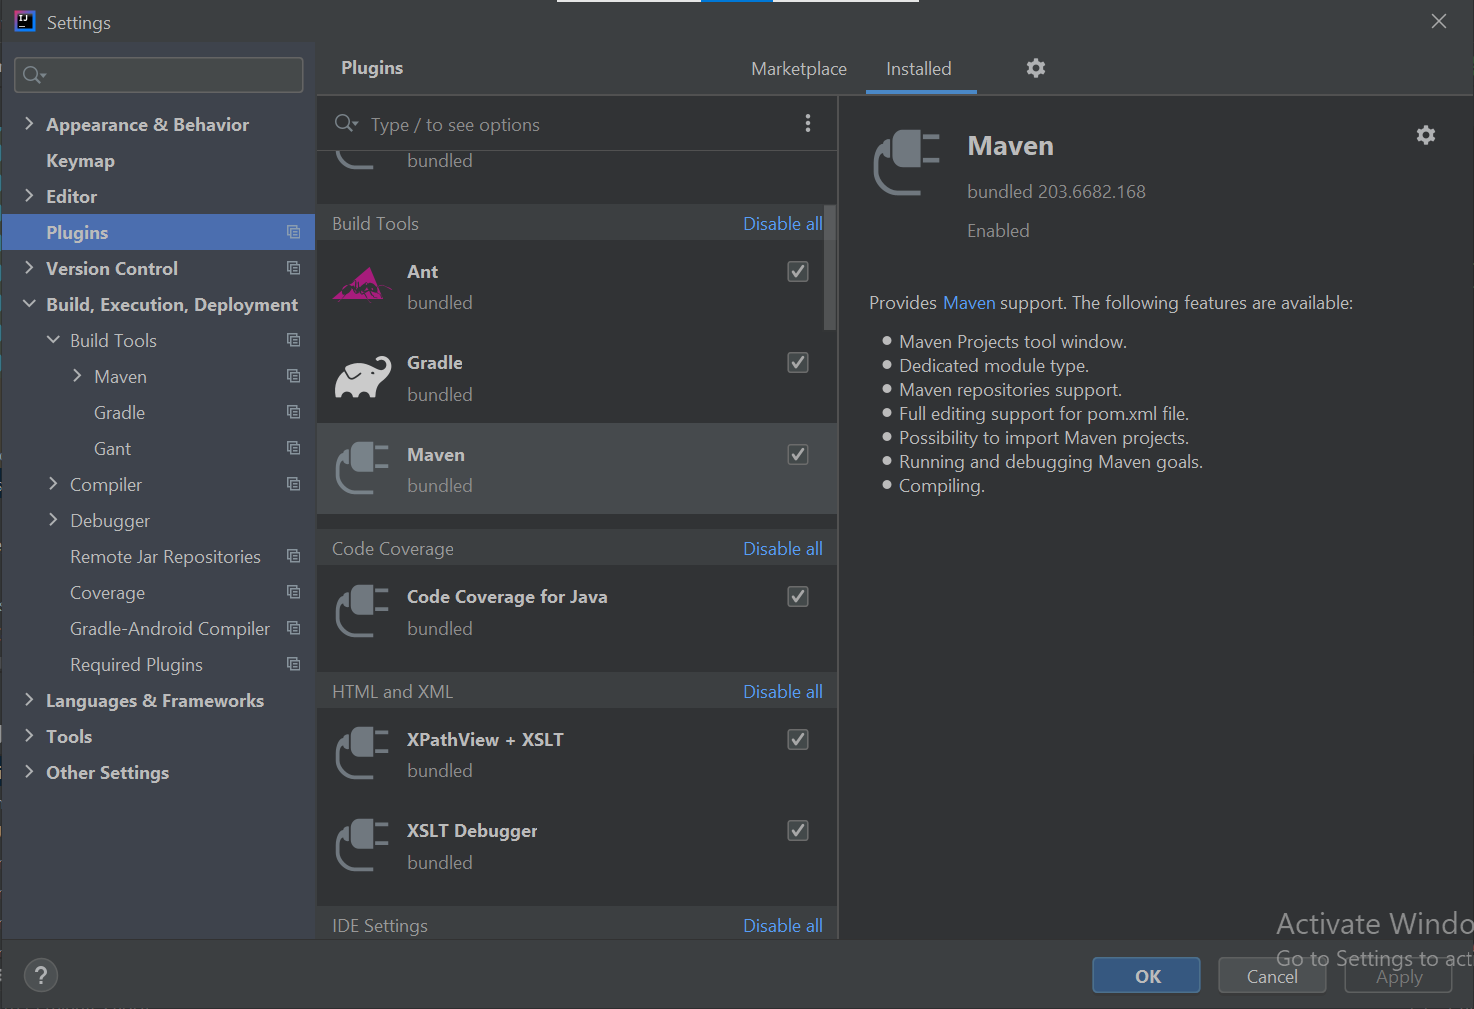 Settings
Plugins
Marketplace
Installed
Appearance & Behavior
Keymap
Editor
Plugins
Version Control
Build, Execution, Deployment
Build Tools
Maven
Gradle
Gant
Compiler
Debugger
Remote Jar Repositories
Coverage
Gradle-Android Compiler
Required Plugins
Languages & Frameworks
Tools
Other Settings
Type / to see options
bundled
Build Tools Disable all
Ant
bundled
Gradle
bundled
Maven
bundled
Code Coverage Disable all
Code Coverage for Java
bundled
HTML and XML Disable all
XPathView + XSLT
bundled
XSLT Debugger
bundled
IDE Settings Disable all
Maven
bundled 203.6682.168
Enabled
Provides Maven support. The following features are available:
Maven Projects tool window.
Dedicated module type.
Maven repositories support.
Full editing support for pom.xml file.
Possibility to import Maven projects.
Running and debugging Maven goals.
Compiling.
Activate Windo
Go to Settings to act
?
OK
Cancel
Apply